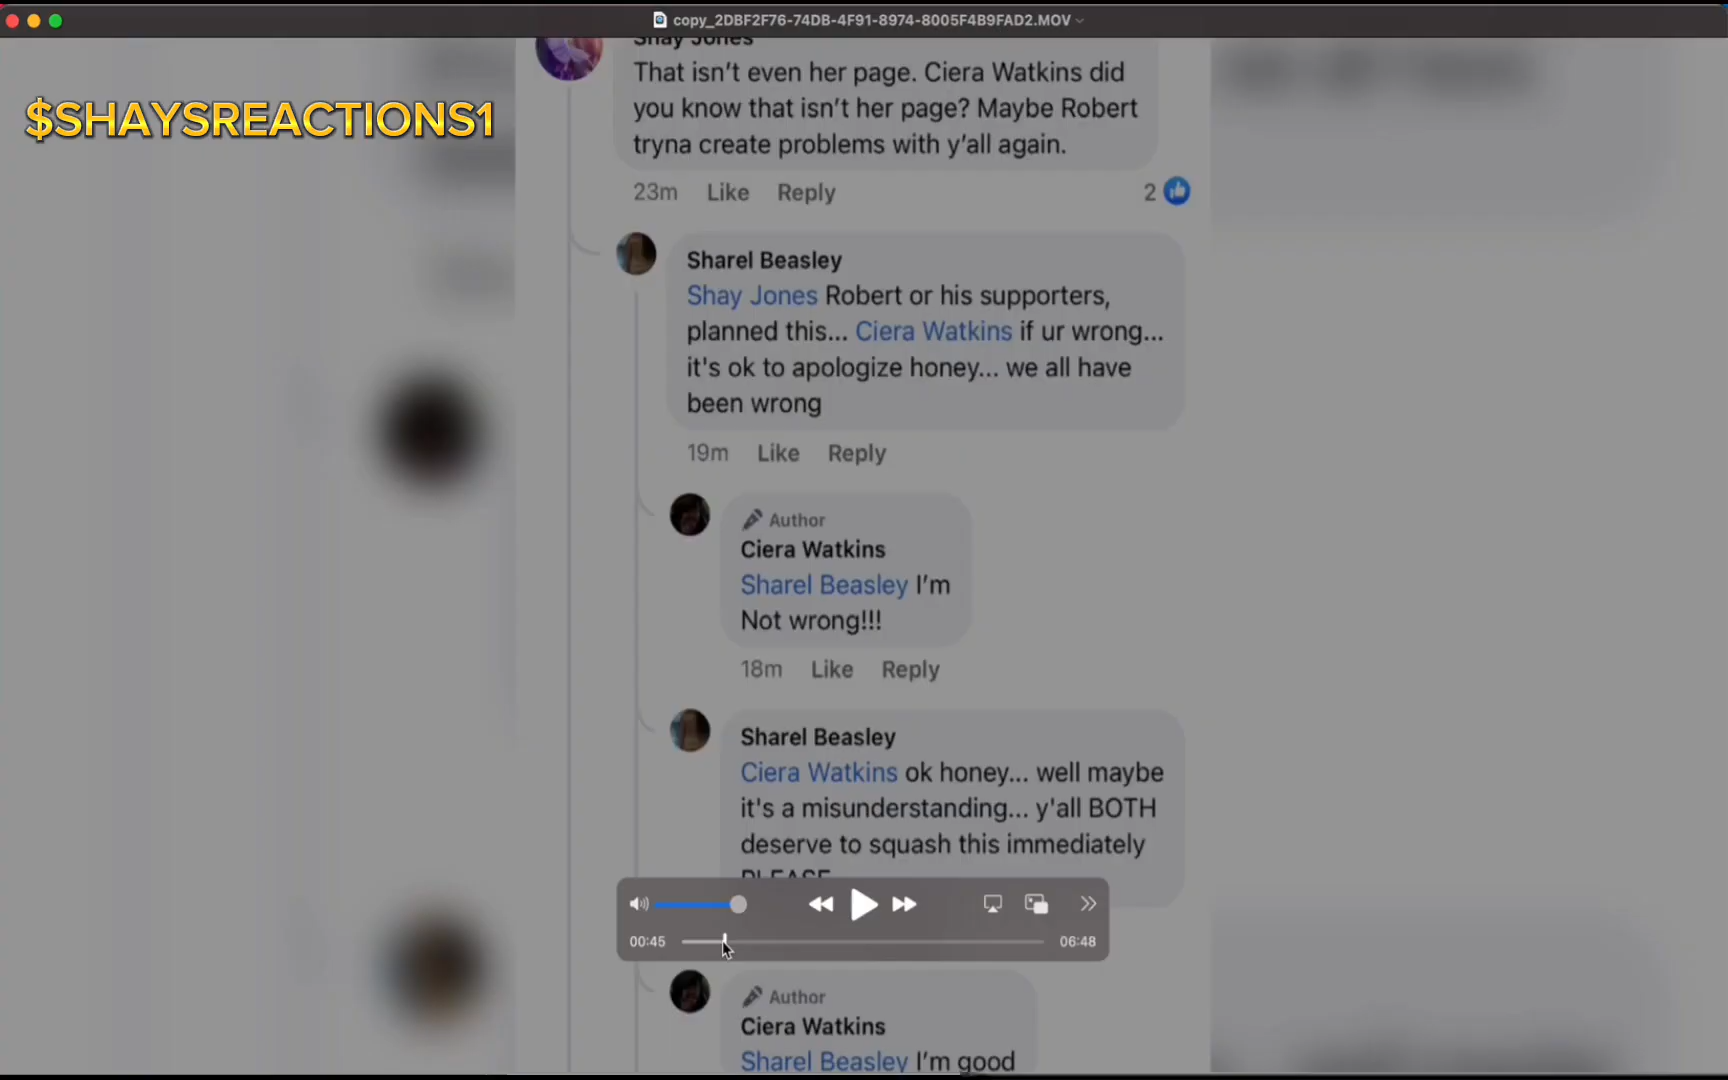 copy_2DBF2F76-74DB-4F91-8974-8005F4B9FAD2.MOV
$SHAYSREACTIONS1
Shay Jones
That isn’t even her page. Ciera Watkins did
you know that isn’t her page? Maybe Robert
tryna create problems with y’all again.
23m Like Reply 2
Sharel Beasley
Shay Jones Robert or his supporters,
planned this... Ciera Watkins if ur wrong...
it's ok to apologize honey... we all have
been wrong
19m Like Reply
Author
Ciera Watkins
Sharel Beasley I’m
Not wrong!!!
18m Like Reply
Sharel Beasley
Ciera Watkins ok honey... well maybe
it's a misunderstanding... y'all BOTH
deserve to squash this immediately
PLEASE
00:45 06:48
Author
Ciera Watkins
Sharel Beasley I’m good